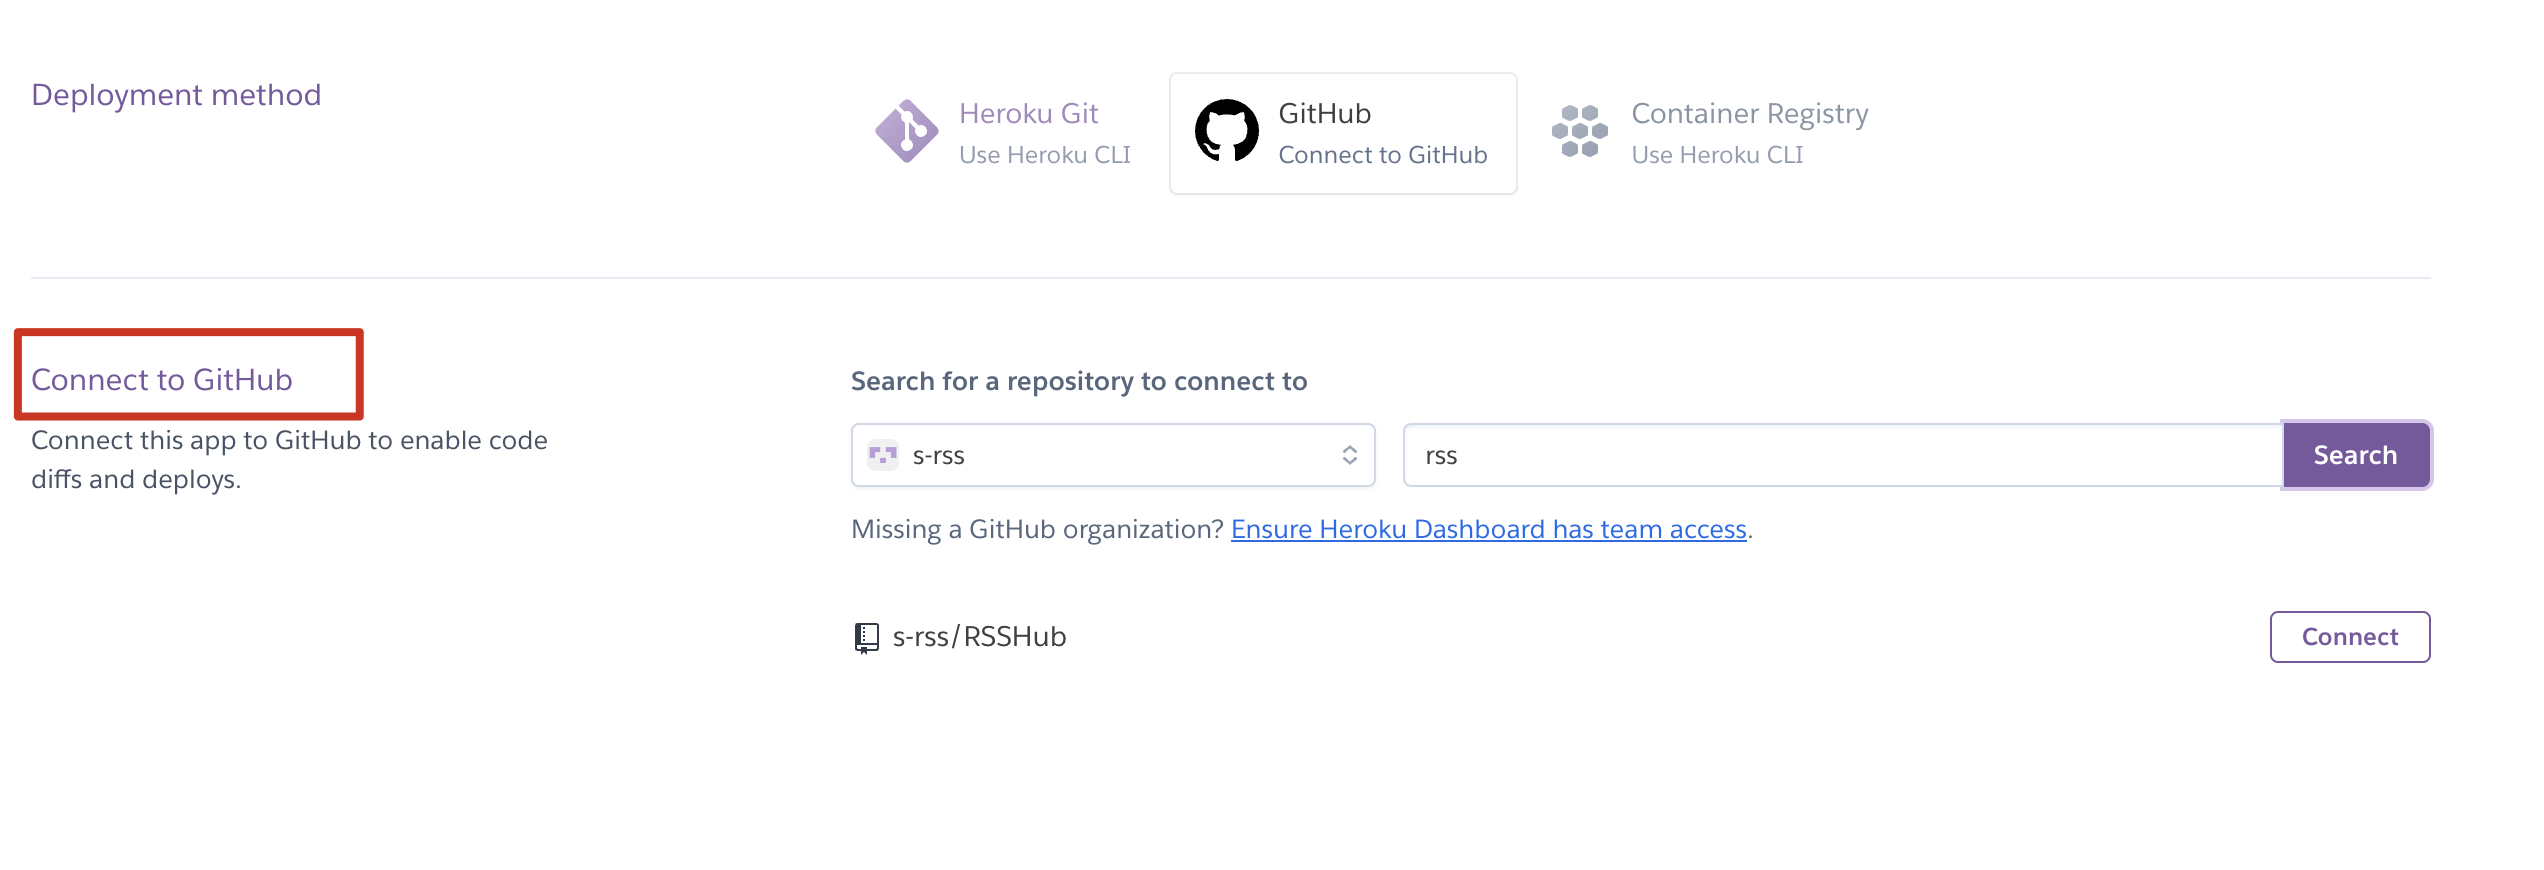 Deployment method
Heroku Git
Use Heroku CLI
GitHub
Connect to GitHub
Container Registry
Use Heroku CLI
Connect to GitHub
Connect this app to GitHub to enable code
diffs and deploys.
Search for a repository to connect to
s-rss
rss
Search
Missing a GitHub organization? Ensure Heroku Dashboard has team access.
s-rss/RSSHub
Connect